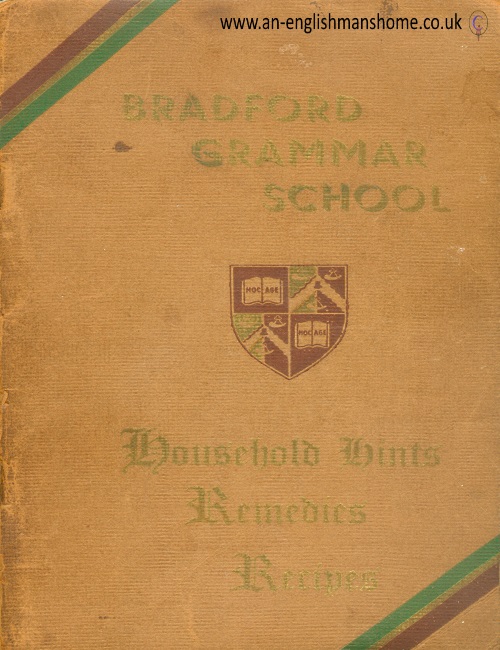 www.an-englishmanshome.co.uk
BRADFORD
GRAMMAR
SCHOOL
HOC AGE
HOC AGE
Household Hints
Remedies
Recipes